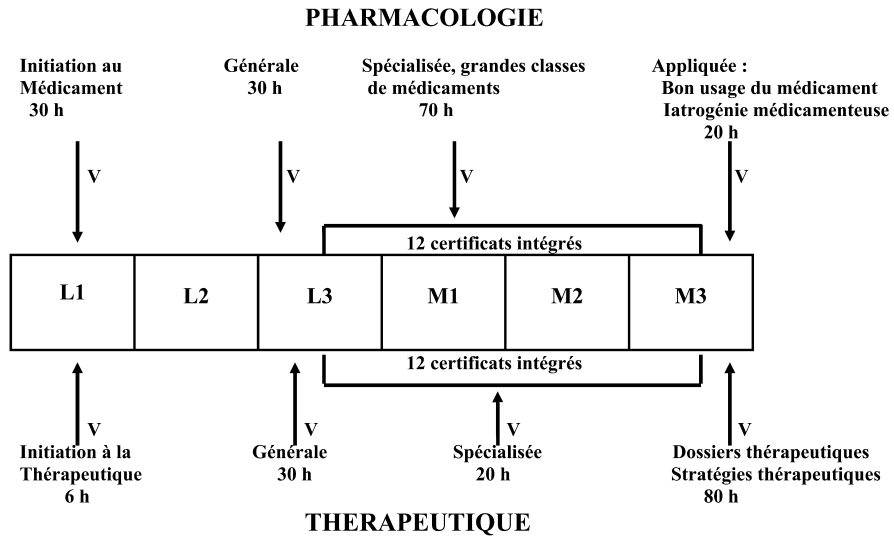 PHARMACOLOGIE
Initiation au
Médicament
30 h
Générale
30 h
Spécialisée, grandes classes
de médicaments
70 h
Appliquée :
Bon usage du médicament
Iatrogénie médicamenteuse
20 h
V
V
V
V
12 certificats intégrés
L1
L2
L3
M1
M2
M3
12 certificats intégrés
V
V
V
V
Initiation à la
Thérapeutique
6 h
Générale
30 h
Spécialisée
20 h
Dossiers thérapeutiques
Stratégies thérapeutiques
80 h
THERAPEUTIQUE